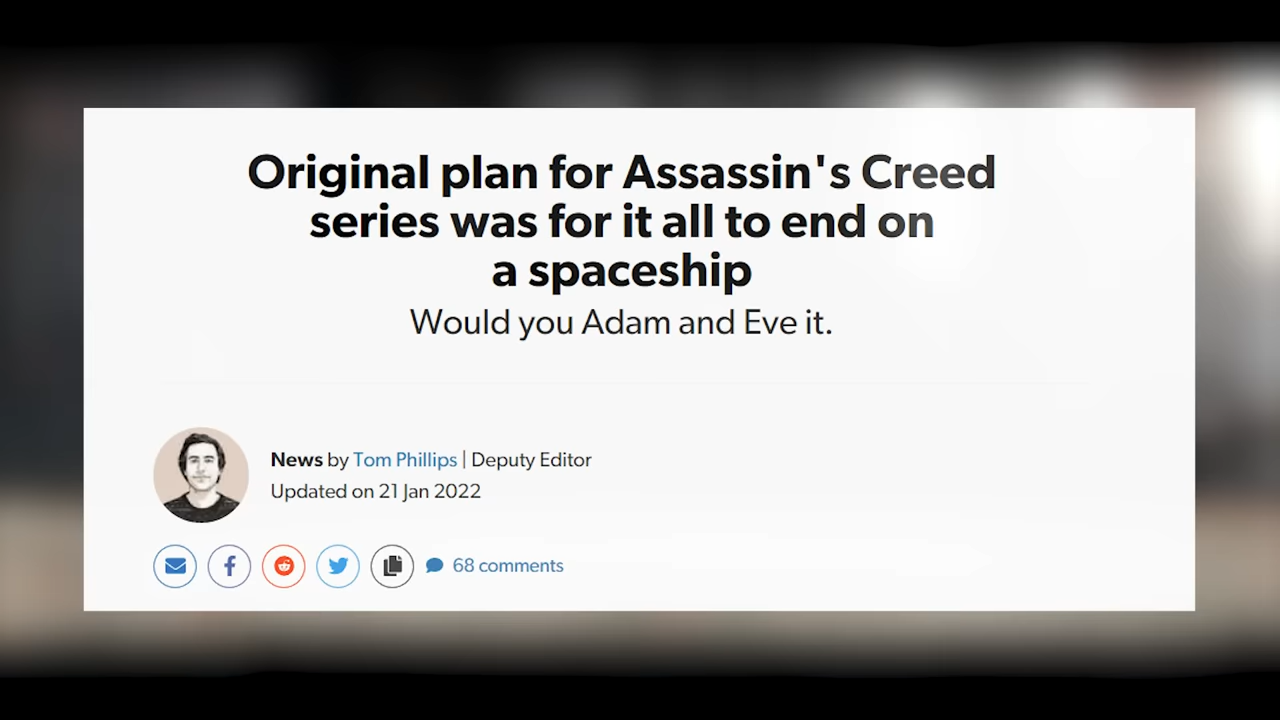 Original plan for Assassin's Creed
series was for it all to end on
a spaceship
Would you Adam and Eve it.
News by Tom Phillips | Deputy Editor
Updated on 21 Jan 2022
68 comments